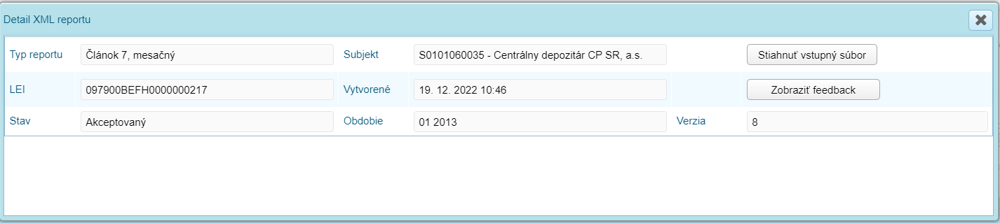 Detail XML reportu
Typ reportu Článok 7, mesačný Subjekt S0101060035 - Centrálny depozitár CP SR, a.s. Stiahnuť vstupný súbor
LEI 097900BEFH0000000217 Vytvorené 19. 12. 2022 10:46 Zobraziť feedback
Stav Akceptovaný Obdobie 01 2013 Verzia 8